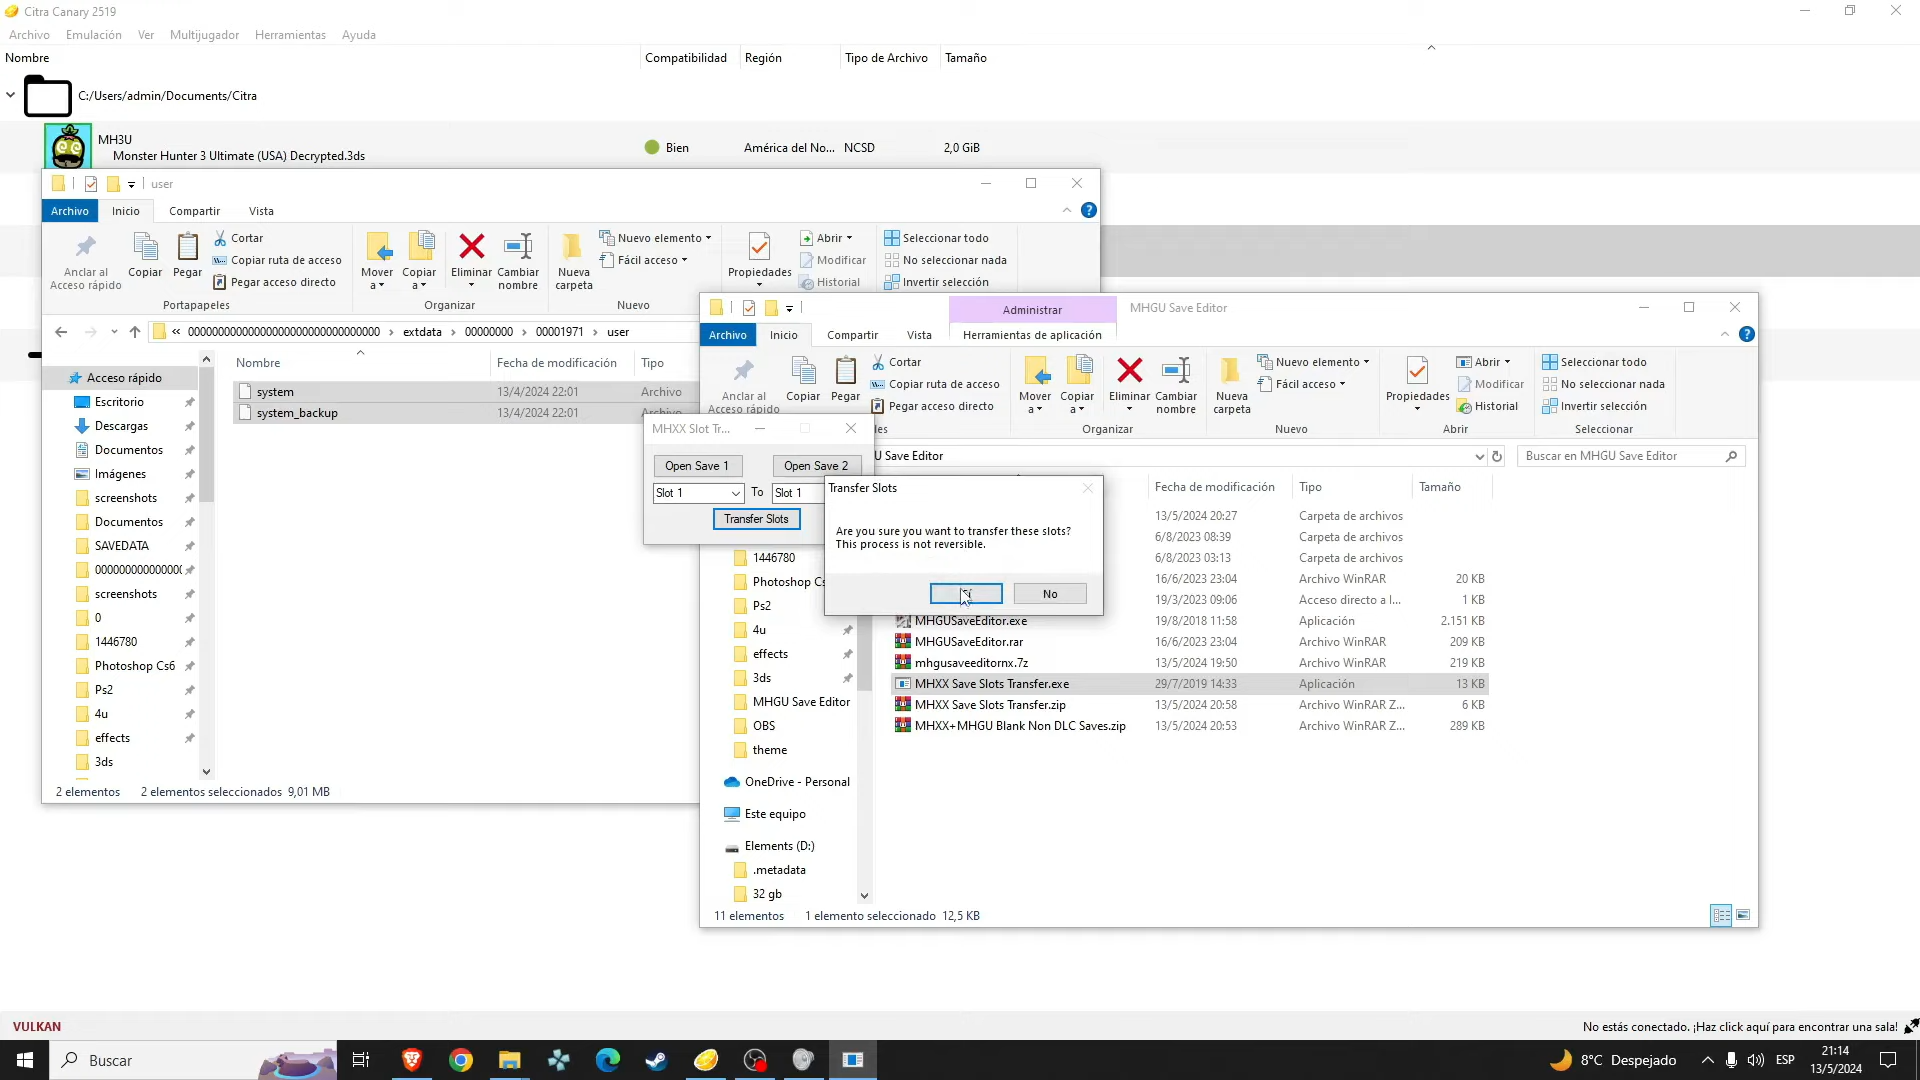 Citra Canary 2519
Archivo Emulación Ver Multijugador Herramientas Ayuda
Nombre Compatibilidad Región Tipo de Archivo Tamaño
C:/Users/admin/Documents/Citra
MH3U
Monster Hunter 3 Ultimate (USA) Decrypted.3ds Bien América del No... NCSD 2,0 GiB
user
Archivo Inicio Compartir Vista
Anclar al
Acceso rápido
Copiar
Pegar
Cortar
Copiar ruta de acceso
Pegar acceso directo
Portapapeles
Mover
a
Copiar
a
Eliminar
Cambiar
nombre
Organizar
Nueva
carpeta
Nuevo elemento
Fácil acceso
Nuevo
Propiedades
Abrir
Modificar
Historial
Seleccionar todo
No seleccionar nada
Invertir selección
« 00000000000000000000000000000000 > extdata > 00000000 > 00001971 > user
Nombre Fecha de modificación Tipo
system 13/4/2024 22:01 Archivo
system_backup 13/4/2024 22:01 Archivo
Acceso rápido
Escritorio
Descargas
Documentos
Imágenes
screenshots
Documentos
SAVEDATA
screenshots
0
1446780
Photoshop Cs6
Ps2
4u
effects
3ds
2 elementos 2 elementos seleccionados 9,01 MB
Administrar MHGU Save Editor
Archivo Inicio Compartir Vista Herramientas de aplicación
Anclar al
Acceso rápido
Copiar
Pegar
Cortar
Copiar ruta de acceso
Pegar acceso directo
Mover
a
Copiar
a
Eliminar
Cambiar
nombre
Organizar
Nueva
carpeta
Nuevo elemento
Fácil acceso
Nuevo
Propiedades
Abrir
Modificar
Historial
Abrir
Seleccionar todo
No seleccionar nada
Invertir selección
Seleccionar
U Save Editor
Buscar en MHGU Save Editor
Fecha de modificación Tipo Tamaño
13/5/2024 20:27 Carpeta de archivos
6/8/2023 08:39 Carpeta de archivos
6/8/2023 03:13 Carpeta de archivos
16/6/2023 23:04 Archivo WinRAR 20 KB
19/3/2023 09:06 Acceso directo a l... 1 KB
MHGUSaveEditor.exe 19/8/2018 11:58 Aplicación 2.151 KB
MHGUSaveEditor.rar 16/6/2023 23:04 Archivo WinRAR 209 KB
mhgusaveeditornx.7z 13/5/2024 19:50 Archivo WinRAR 219 KB
MHXX Save Slots Transfer.exe 29/7/2019 14:33 Aplicación 13 KB
MHXX Save Slots Transfer.zip 13/5/2024 20:58 Archivo WinRAR Z... 6 KB
MHXX+MHGU Blank Non DLC Saves.zip 13/5/2024 20:53 Archivo WinRAR Z... 289 KB
1446780
Photoshop Cs
Ps2
4u
effects
3ds
MHGU Save Editor
OBS
theme
OneDrive - Personal
Este equipo
Elements (D:)
.metadata
32 gb
11 elementos 1 elemento seleccionado 12,5 KB
MHXX Slot Tr...
Open Save 1 Open Save 2
Slot 1 To Slot 1
Transfer Slots
Transfer Slots
Are you sure you want to transfer these slots?
This process is not reversible.
No
VULKAN No estás conectado. ¡Haz click aquí para encontrar una sala!
Buscar
8°C Despejado
ESP
21:14
13/5/2024